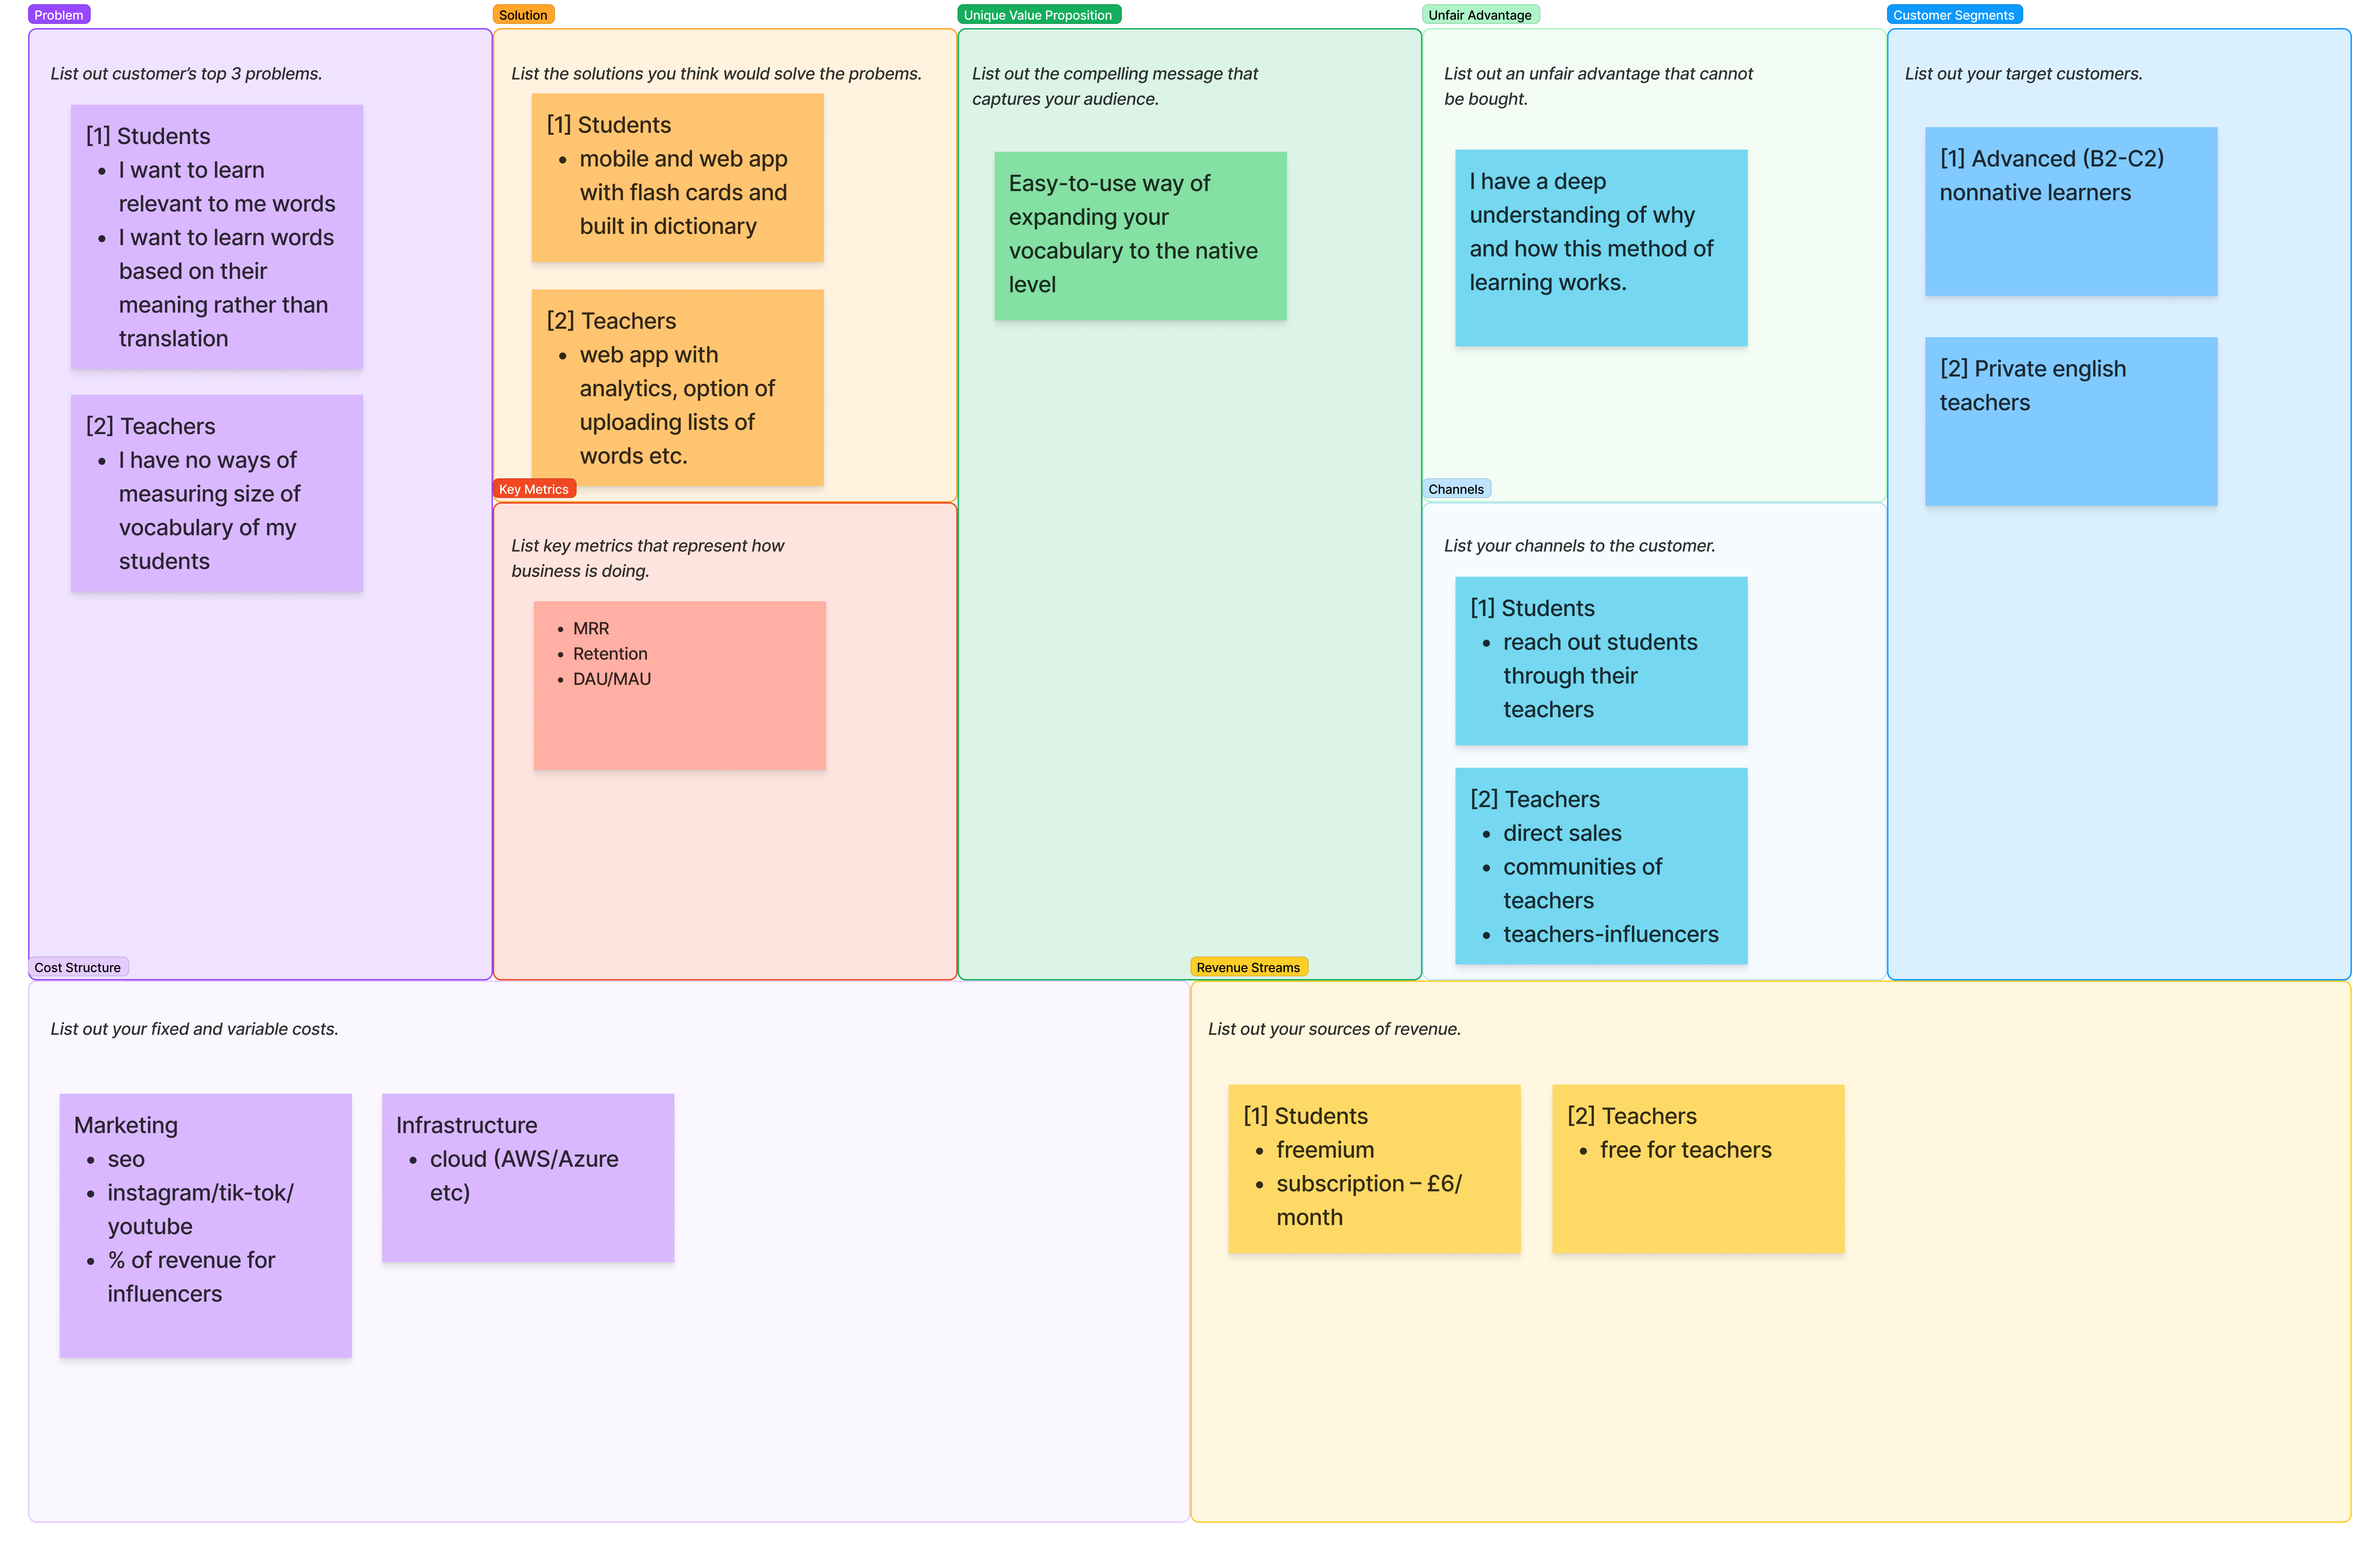 Problem
List out customer's top 3 problems.
[1] Students
• I want to learn
relevant to me words
• I want to learn words
based on their
meaning rather than
translation
[2] Teachers
• I have no ways of
measuring size of
vocabulary of my
students
Solution
List the solutions you think would solve the probems.
[1] Students
• mobile and web app
with flash cards and
built in dictionary
[2] Teachers
• web app with
analytics, option of
uploading lists of
words etc.
Key Metrics
List key metrics that represent how
business is doing.
• MRR
• Retention
• DAU/MAU
Unique Value Proposition
List out the compelling message that
captures your audience.
Easy-to-use way of
expanding your
vocabulary to the native
level
Unfair Advantage
List out an unfair advantage that cannot
be bought.
I have a deep
understanding of why
and how this method of
learning works.
Channels
List your channels to the customer.
[1] Students
• reach out students
through their
teachers
[2] Teachers
• direct sales
• communities of
teachers
• teachers-influencers
Customer Segments
List out your target customers.
[1] Advanced (B2-C2)
nonnative learners
[2] Private english
teachers
Cost Structure
List out your fixed and variable costs.
Marketing
• seo
• instagram/tik-tok/
youtube
• % of revenue for
influencers
Infrastructure
• cloud (AWS/Azure
etc)
Revenue Streams
List out your sources of revenue.
[1] Students
• freemium
• subscription – £6/
month
[2] Teachers
• free for teachers